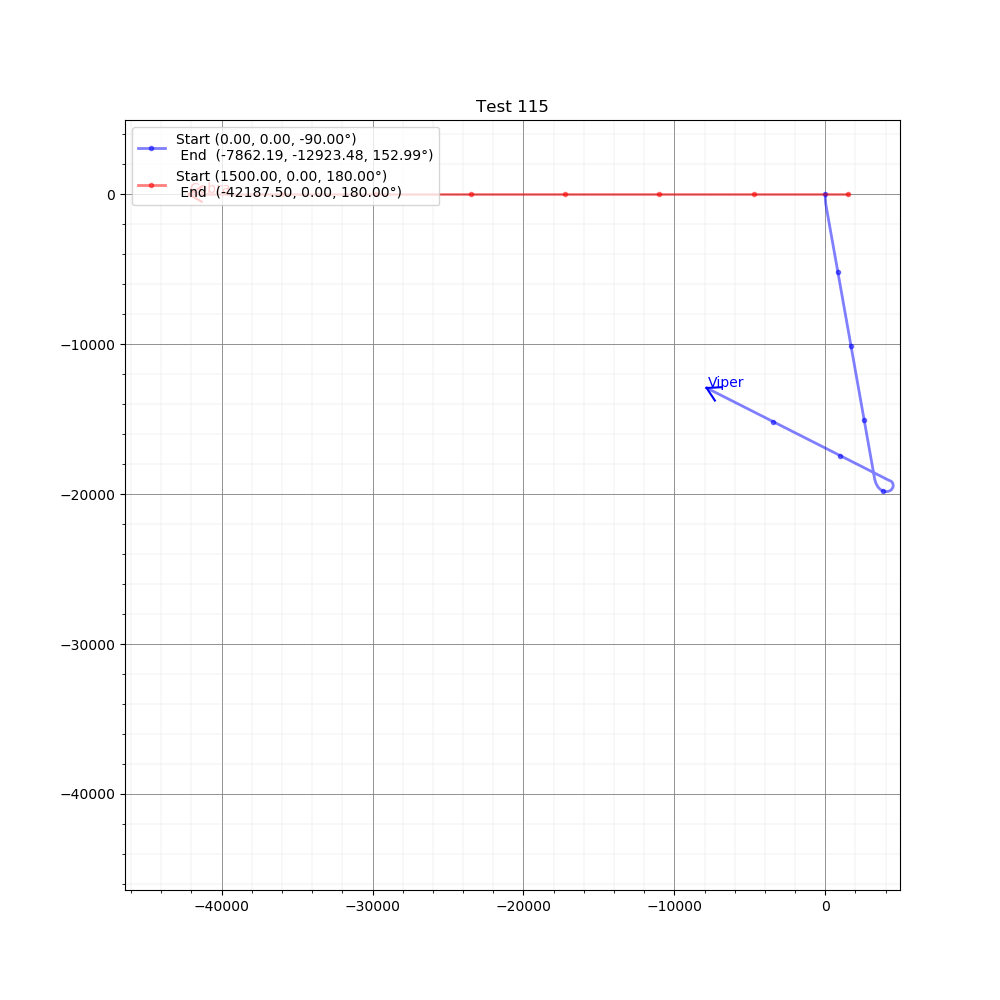 Test 115
Start (0.00, 0.00, -90.00°)
End (-7862.19, -12923.48, 152.99°)
Start (1500.00, 0.00, 180.00°)
End (-42187.50, 0.00, 180.00°)
Viper
0
−10000
−20000
−30000
−40000
−40000
−30000
−20000
−10000
0